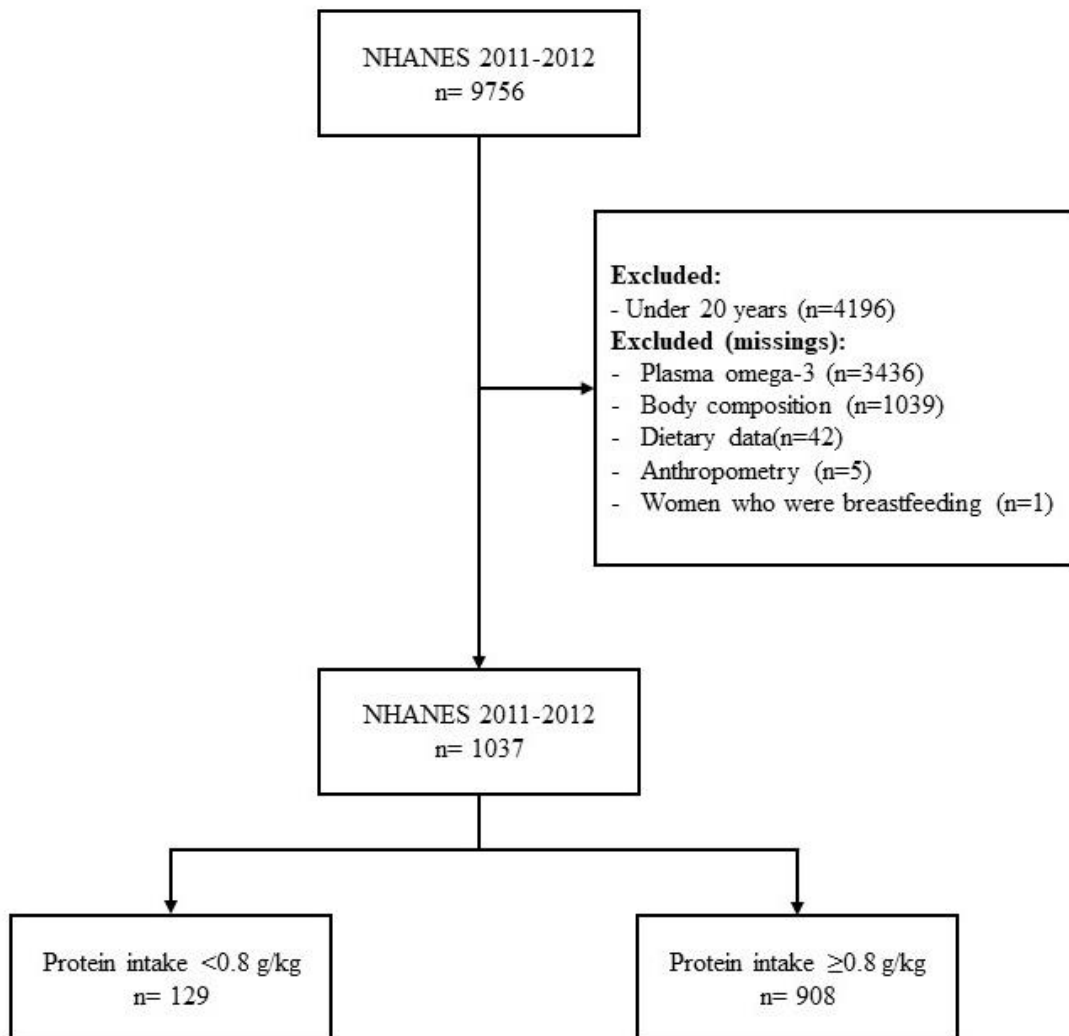 NHANES 2011-2012
n= 9756
Excluded:
- Under 20 years (n=4196)
Excluded (missings):
- Plasma omega-3 (n=3436)
- Body composition (n=1039)
- Dietary data(n=42)
- Anthropometry (n=5)
- Women who were breastfeeding (n=1)
NHANES 2011-2012
n= 1037
Protein intake <0.8 g/kg
n= 129
Protein intake ≥0.8 g/kg
n= 908